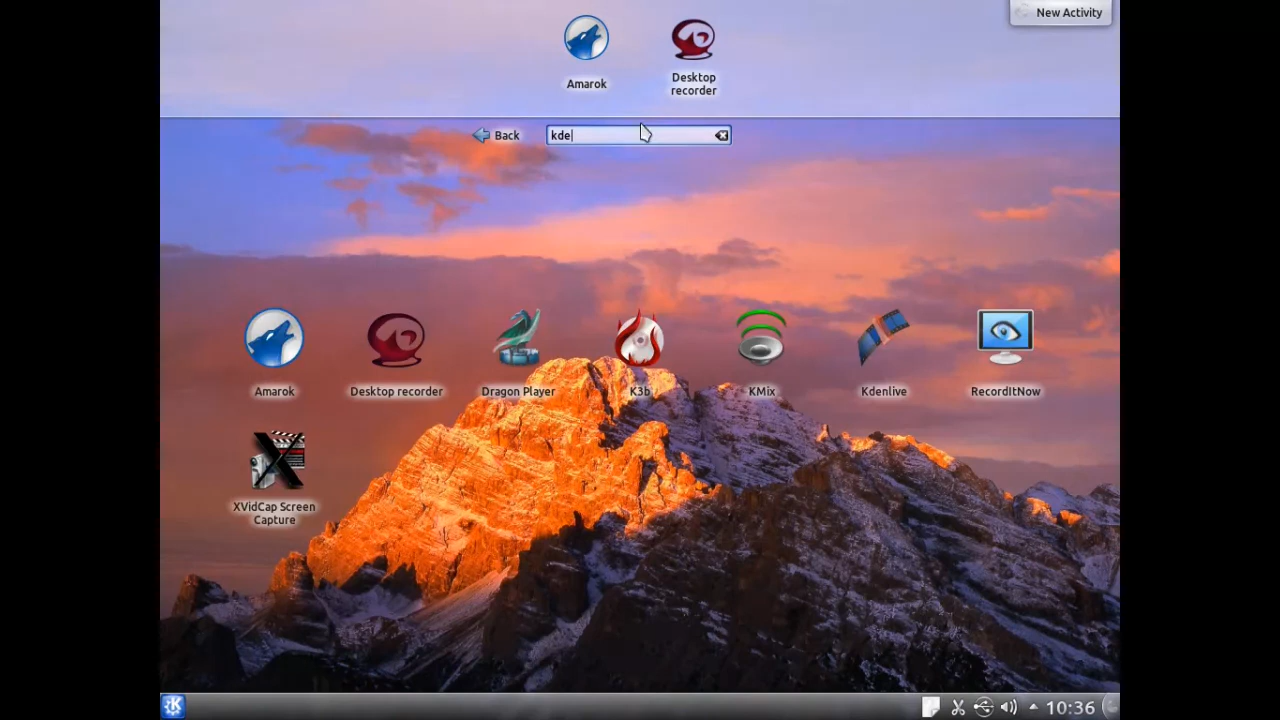 New Activity
Amarok
Desktop
recorder
Back
kde
Amarok
Desktop recorder
Dragon Player
K3b
KMix
Kdenlive
RecordItNow
XVidCap Screen
Capture
10:36